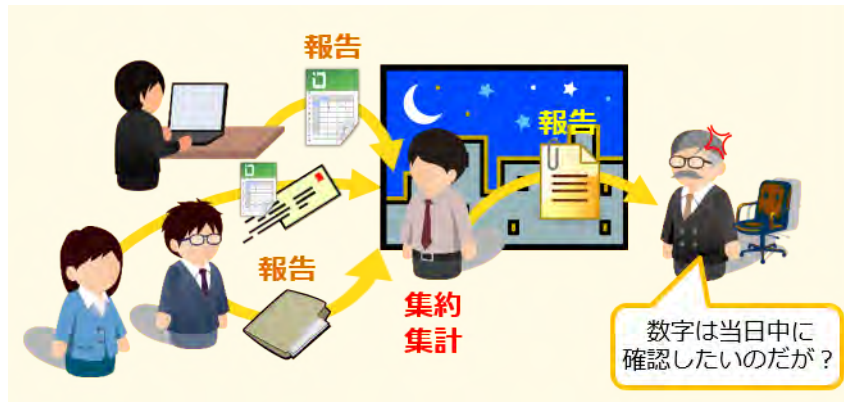 報告
報告
報告
集約
集計
数字は当日中に
確認したいのだが？